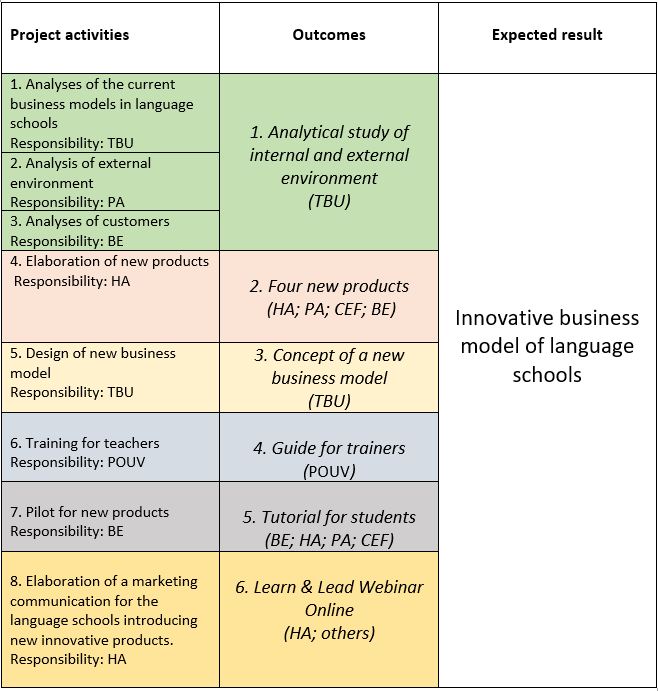 Project activities
Outcomes
Expected result
1. Analyses of the current
business models in language
schools
Responsibility: TBU
2. Analysis of external
environment
Responsibility: PA
3. Analyses of customers
Responsibility: BE
1. Analytical study of
internal and external
environment
(TBU)
4. Elaboration of new products
Responsibility: HA
2. Four new products
(HA; PA; CEF; BE)
5. Design of new business
model
Responsibility: TBU
3. Concept of a new
business model
(TBU)
6. Training for teachers
Responsibility: POUV
4. Guide for trainers
(POUV)
7. Pilot for new products
Responsibility: BE
5. Tutorial for students
(BE; HA; PA; CEF)
8. Elaboration of a marketing
communication for the
language schools introducing
new innovative products.
Responsibility: HA
6. Learn & Lead Webinar
Online
(HA; others)
Innovative business
model of language
schools